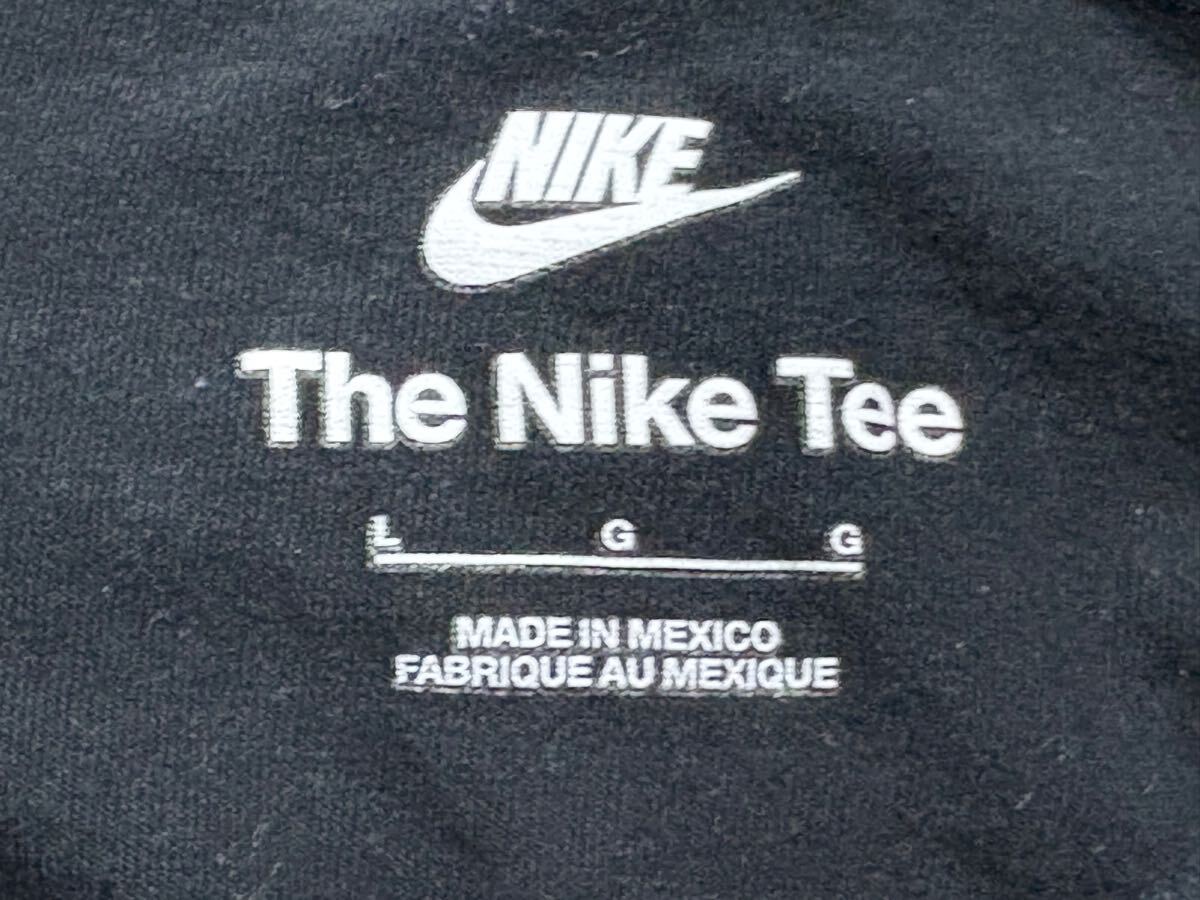 NIKE
The Nike Tee
L G G
MADE IN MEXICO
FABRIQUE AU MEXIQUE